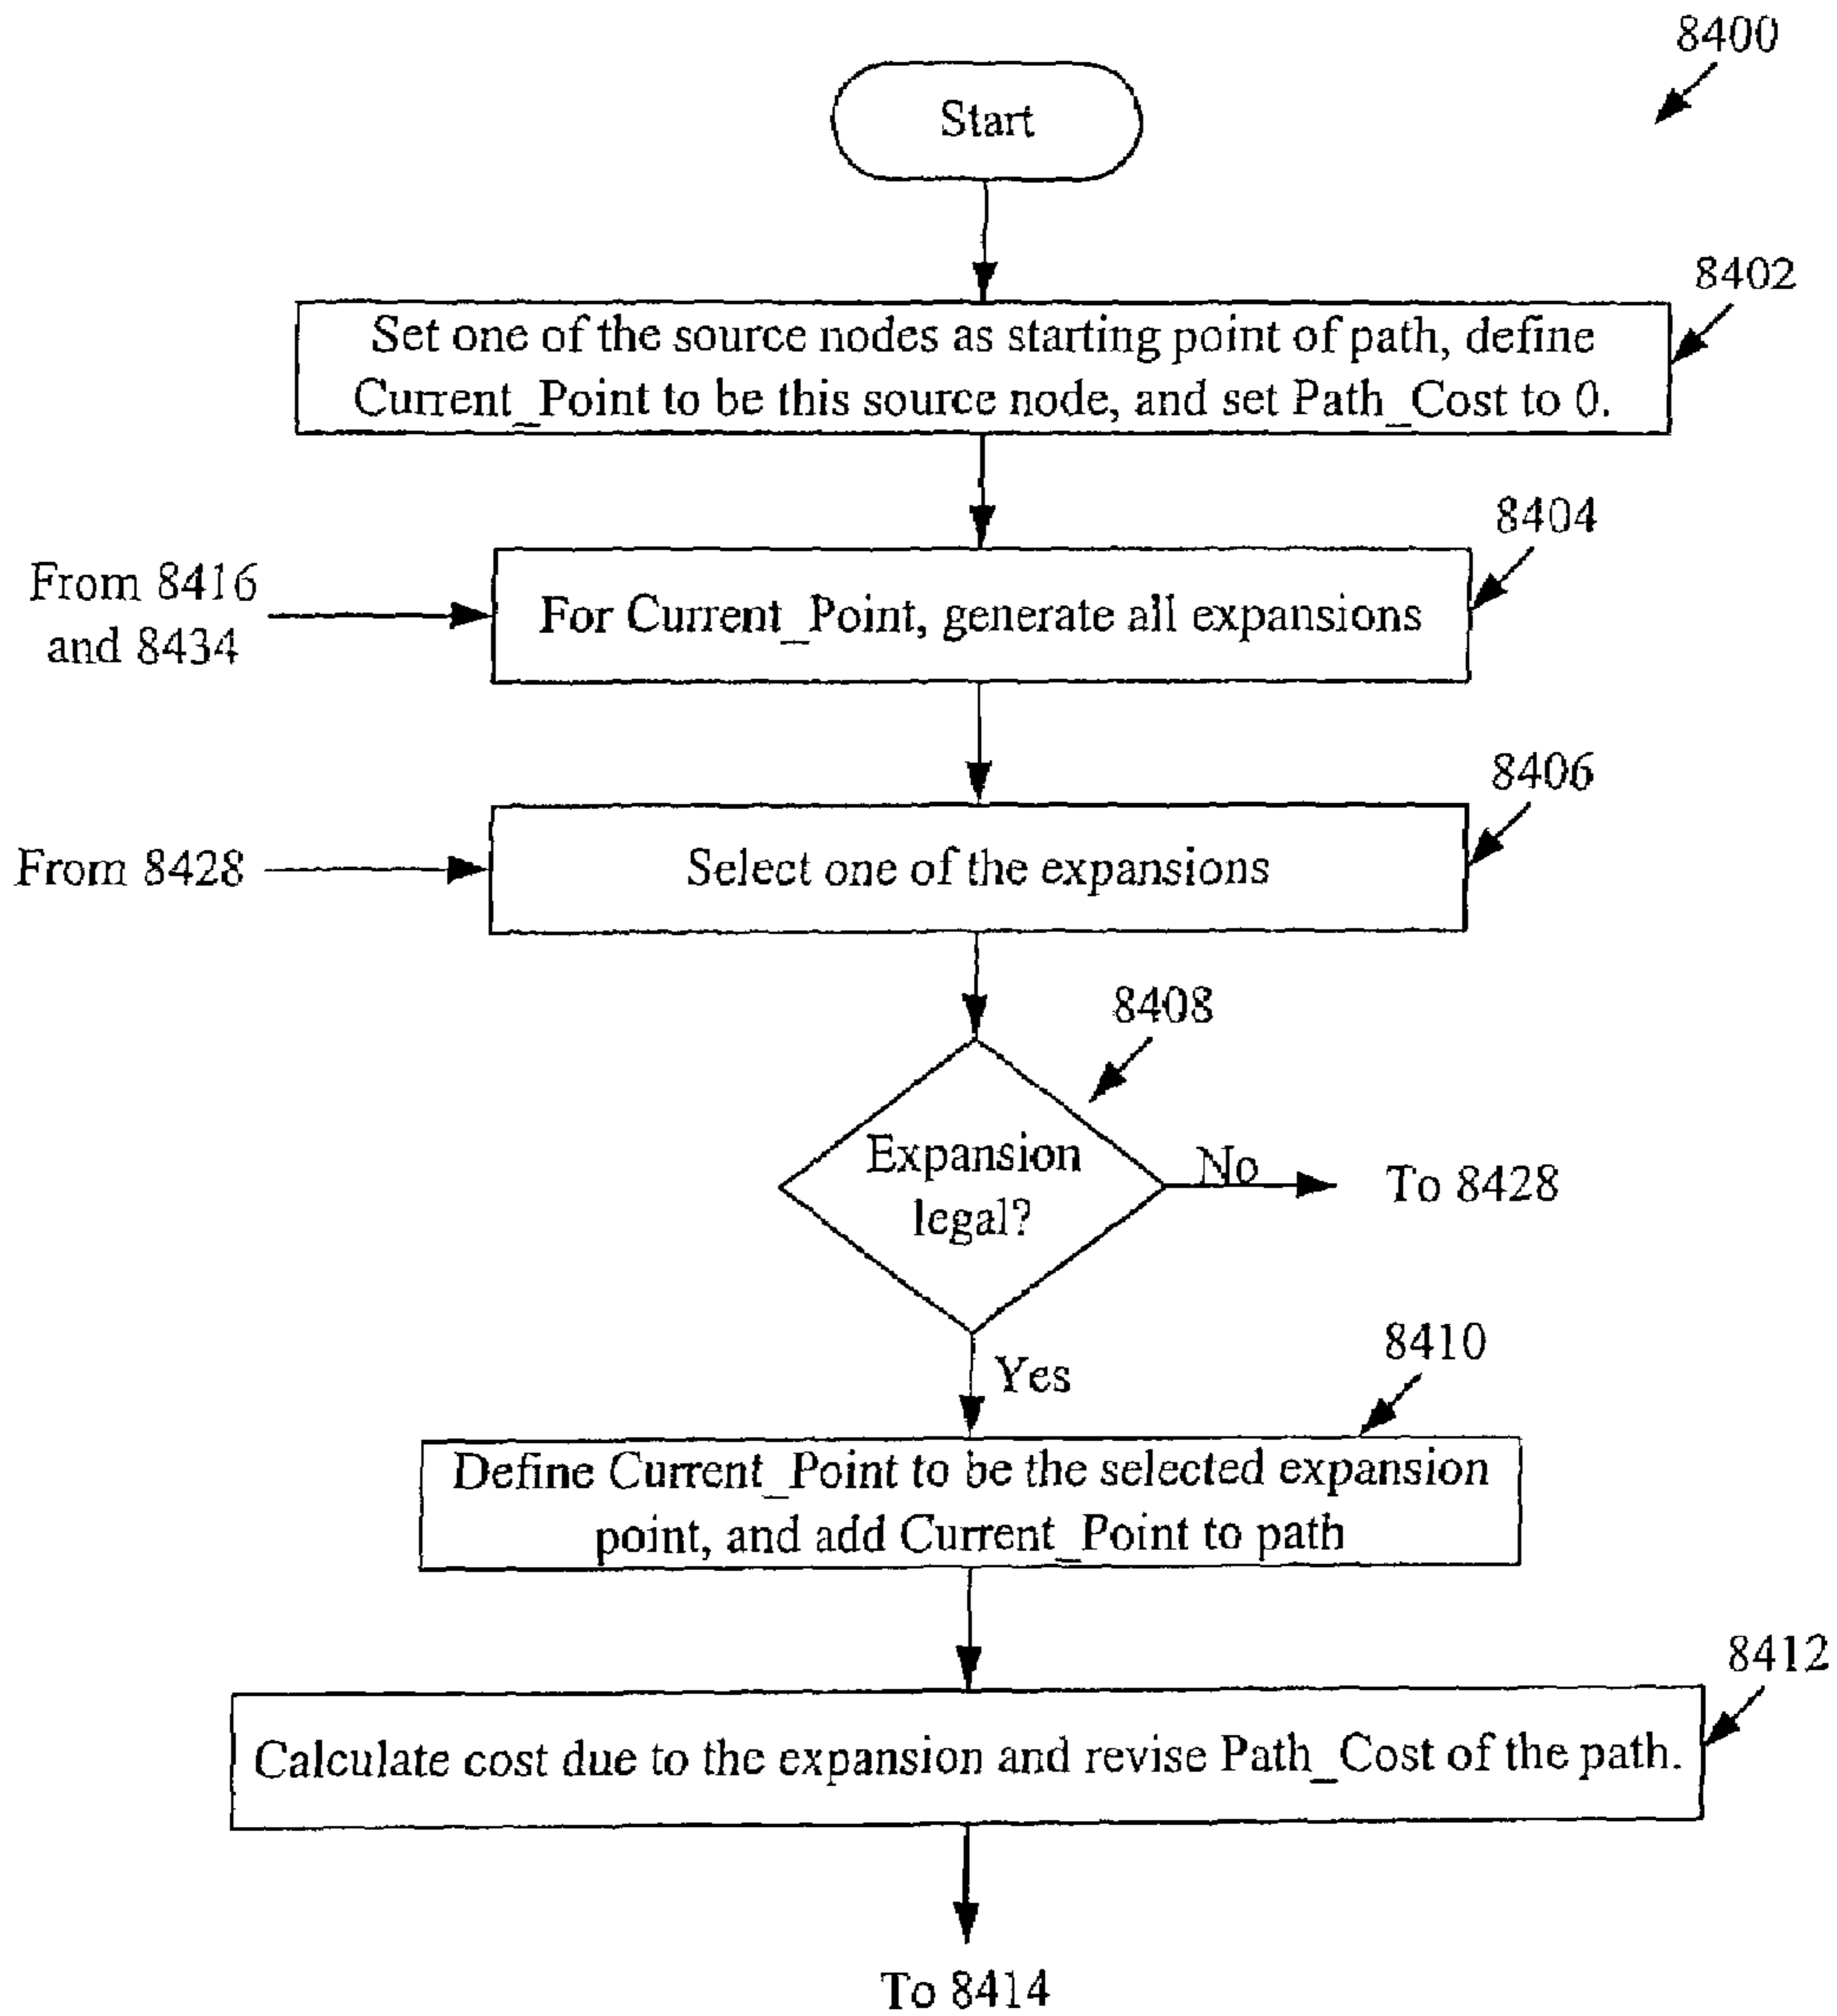 8400
Start
8402
Set one of the source nodes as starting point of path, define
Current_Point to be this source node, and set Path_Cost to 0.
8404
From 8416
and 8434
For Current_Point, generate all expansions
8406
From 8428
Select one of the expansions
8408
Expansion
legal?
No
To 8428
Yes
8410
Define Current_Point to be the selected expansion
point, and add Current_Point to path
8412
Calculate cost due to the expansion and revise Path_Cost of the path.
To 8414